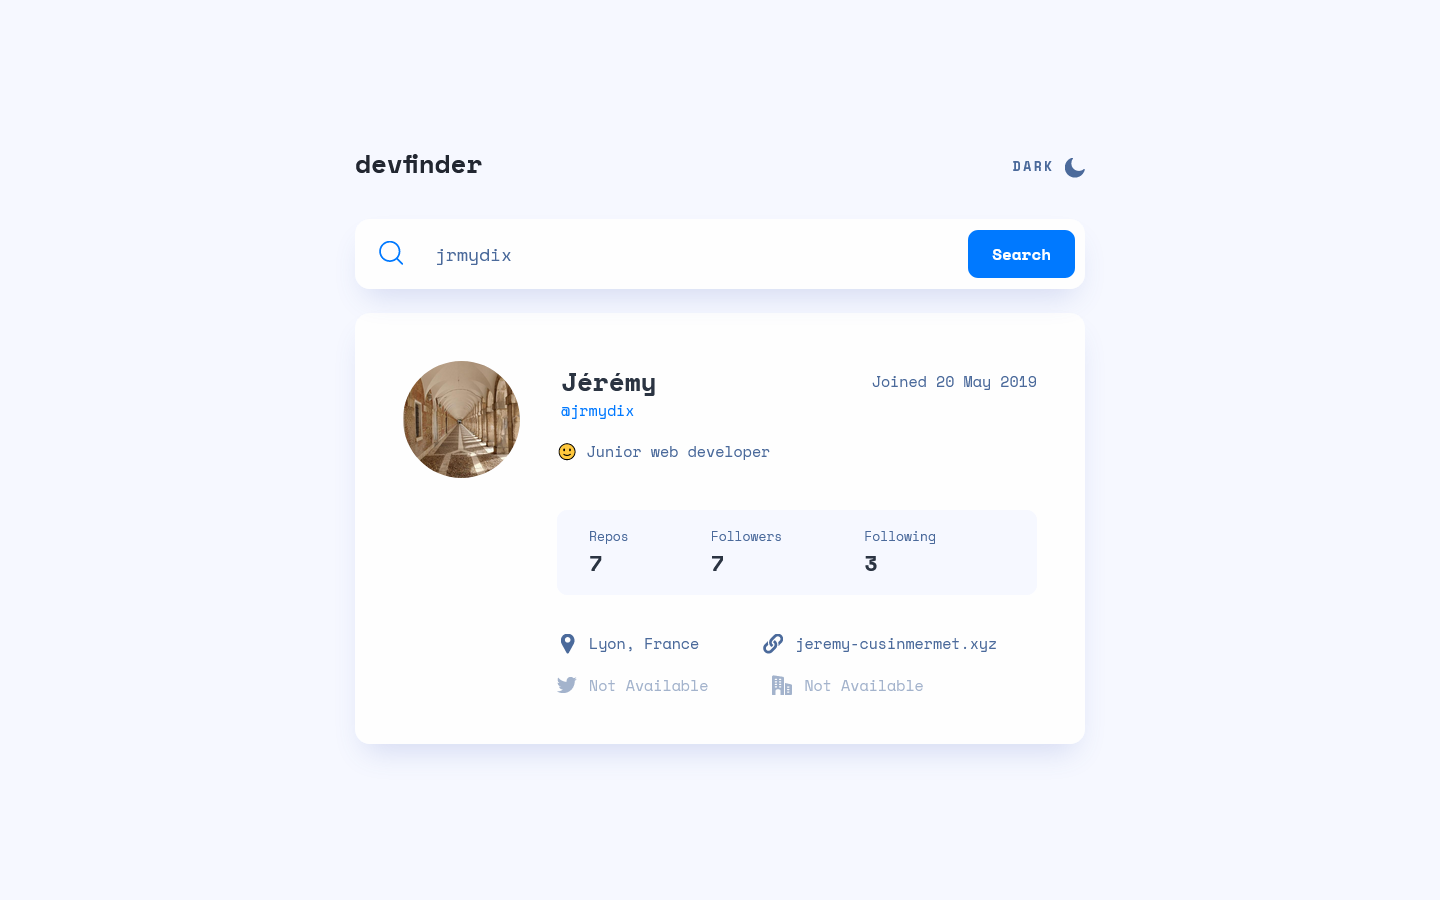 devfinder
DARK
jrmydix
Search
Jérémy
Joined 20 May 2019
@jrmydix
Junior web developer
Repos Followers Following
7 7 3
Lyon, France jeremy-cusinmermet.xyz
Not Available Not Available